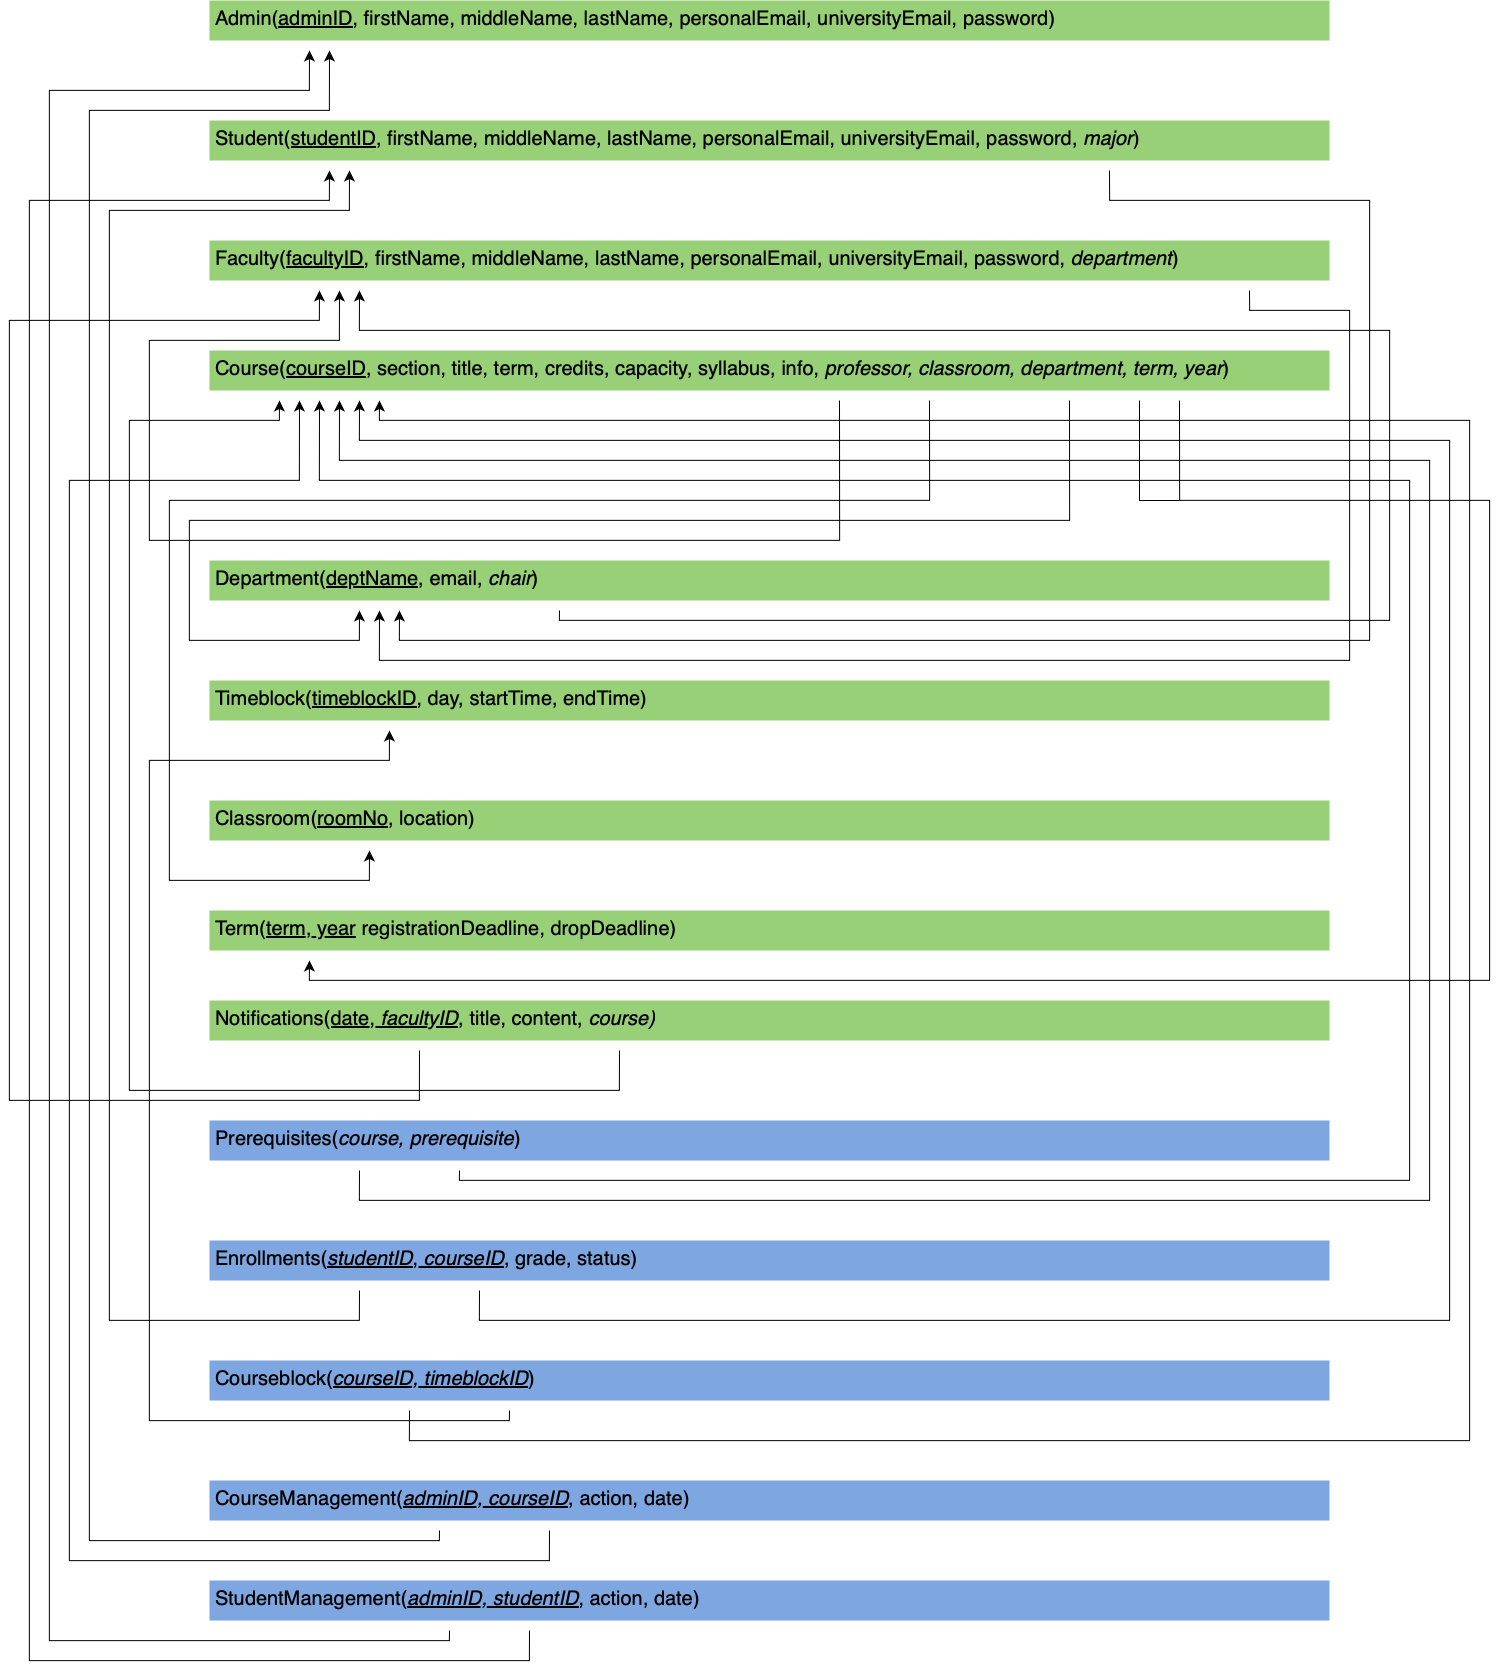 Admin(adminID, firstName, middleName, lastName, personalEmail, universityEmail, password)
Student(studentID, firstName, middleName, lastName, personalEmail, universityEmail, password, major)
Faculty(facultyID, firstName, middleName, lastName, personalEmail, universityEmail, password, department)
Course(courseID, section, title, term, credits, capacity, syllabus, info, professor, classroom, department, term, year)
Department(deptName, email, chair)
Timeblock(timeblockID, day, startTime, endTime)
Classroom(roomNo, location)
Term(term, year registrationDeadline, dropDeadline)
Notifications(date, facultyID, title, content, course)
Prerequisites(course, prerequisite)
Enrollments(studentID, courseID, grade, status)
Courseblock(courseID, timeblockID)
CourseManagement(adminID, courseID, action, date)
StudentManagement(adminID, studentID, action, date)